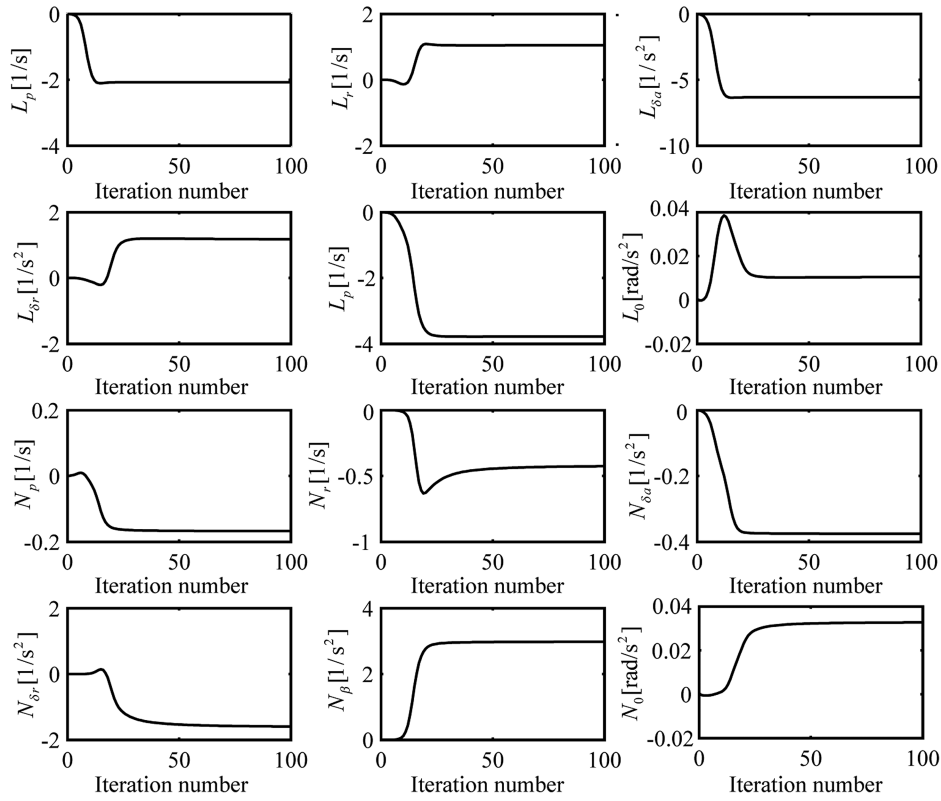 0
-2
-4
L_p[1/s]
0 50 100
Iteration number
2
0
-2
L_r[1/s]
0 50 100
Iteration number
0
-5
-10
L_δa[1/s²]
0 50 100
Iteration number
2
0
-2
L_δr[1/s²]
0 50 100
Iteration number
0
-2
-4
L_p[1/s]
0 50 100
Iteration number
0.04
0.02
0
-0.02
L_0[rad/s²]
0 50 100
Iteration number
0.2
0
-0.2
N_p[1/s]
0 50 100
Iteration number
0
-0.5
-1
N_r[1/s]
0 50 100
Iteration number
0
-0.2
-0.4
N_δa[1/s²]
0 50 100
Iteration number
2
0
-2
N_δr[1/s²]
0 50 100
Iteration number
4
2
0
N_β[1/s²]
0 50 100
Iteration number
0.04
0.02
0
-0.02
N_0[rad/s²]
0 50 100
Iteration number